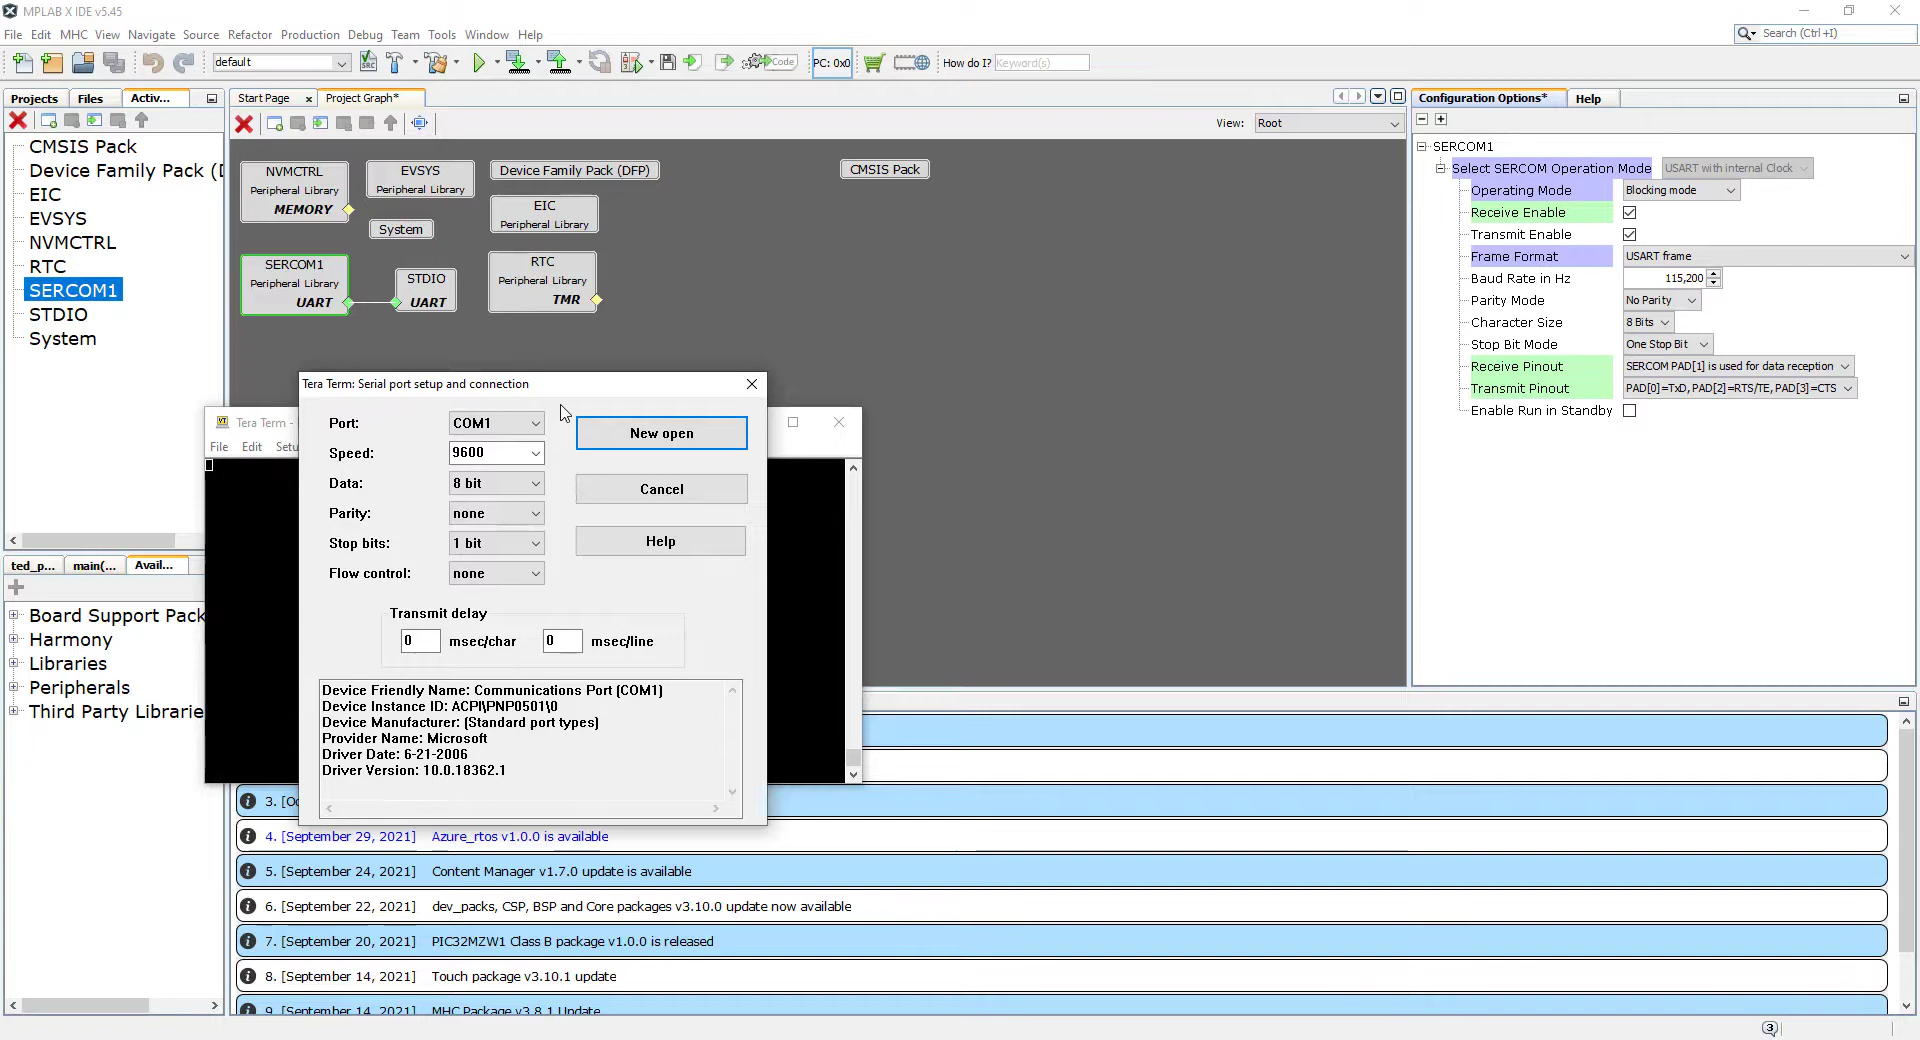 MPLAB X IDE v5.45
File Edit MHC View Navigate Source Refactor Production Debug Team Tools Window Help
Search (Ctrl+I)
default
PC: 0x0
How do I? Keyword(s)
Projects Files Activ...
CMSIS Pack
Device Family Pack (D
EIC
EVSYS
NVMCTRL
RTC
SERCOM1
STDIO
System
Start Page x Project Graph*
View: Root
NVMCTRL
Peripheral Library
MEMORY
EVSYS
Peripheral Library
Device Family Pack (DFP)
CMSIS Pack
EIC
Peripheral Library
System
SERCOM1
Peripheral Library
UART
STDIO
UART
RTC
Peripheral Library
TMR
Configuration Options* Help
SERCOM1
Select SERCOM Operation Mode USART with internal Clock
Operating Mode Blocking mode
Receive Enable
Transmit Enable
Frame Format USART frame
Baud Rate in Hz 115,200
Parity Mode No Parity
Character Size 8 Bits
Stop Bit Mode One Stop Bit
Receive Pinout SERCOM PAD[1] is used for data reception
Transmit Pinout PAD[0]=TxD, PAD[2]=RTS/TE, PAD[3]=CTS
Enable Run in Standby
Tera Term -
File Edit Setu
Tera Term: Serial port setup and connection
Port: COM1 New open
Speed: 9600
Data: 8 bit Cancel
Parity: none
Stop bits: 1 bit Help
Flow control: none
Transmit delay
0 msec/char 0 msec/line
Device Friendly Name: Communications Port (COM1)
Device Instance ID: ACPI\PNP0501\0
Device Manufacturer: (Standard port types)
Provider Name: Microsoft
Driver Date: 6-21-2006
Driver Version: 10.0.18362.1
ted_p... main(... Avail...
Board Support Pack
Harmony
Libraries
Peripherals
Third Party Librarie
3. [Oc
4. [September 29, 2021] Azure_rtos v1.0.0 is available
5. [September 24, 2021] Content Manager v1.7.0 update is available
6. [September 22, 2021] dev_packs, CSP, BSP and Core packages v3.10.0 update now available
7. [September 20, 2021] PIC32MZW1 Class B package v1.0.0 is released
8. [September 14, 2021] Touch package v3.10.1 update
9. [September 14, 2021] MHC Package v3.8.1 Update
3